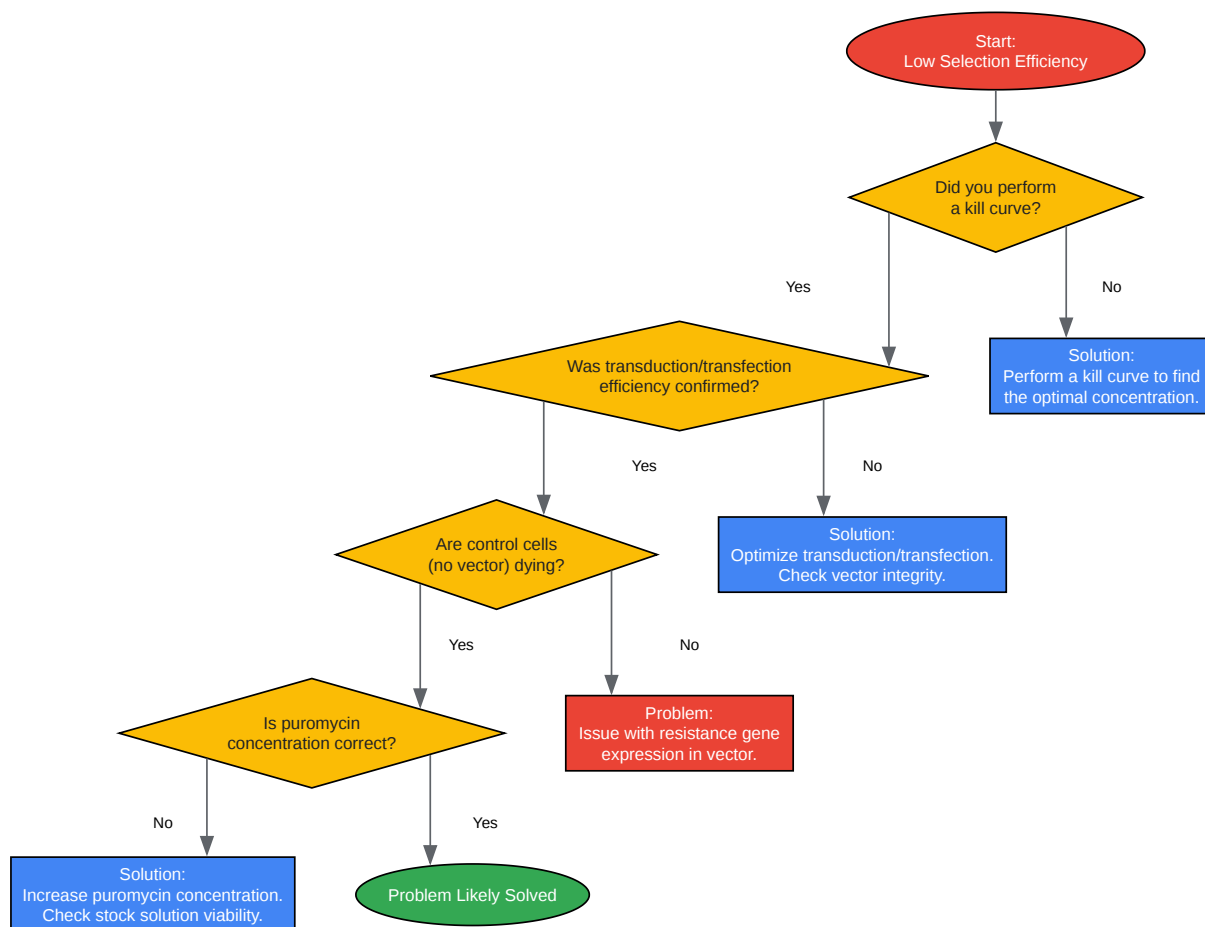 Start:
Low Selection Efficiency
Did you perform
a kill curve?
Yes
No
Solution:
Perform a kill curve to find
the optimal concentration.
Was transduction/transfection
efficiency confirmed?
Yes
No
Solution:
Optimize transduction/transfection.
Check vector integrity.
Are control cells
(no vector) dying?
Yes
No
Problem:
Issue with resistance gene
expression in vector.
Is puromycin
concentration correct?
No
Yes
Solution:
Increase puromycin concentration.
Check stock solution viability.
Problem Likely Solved